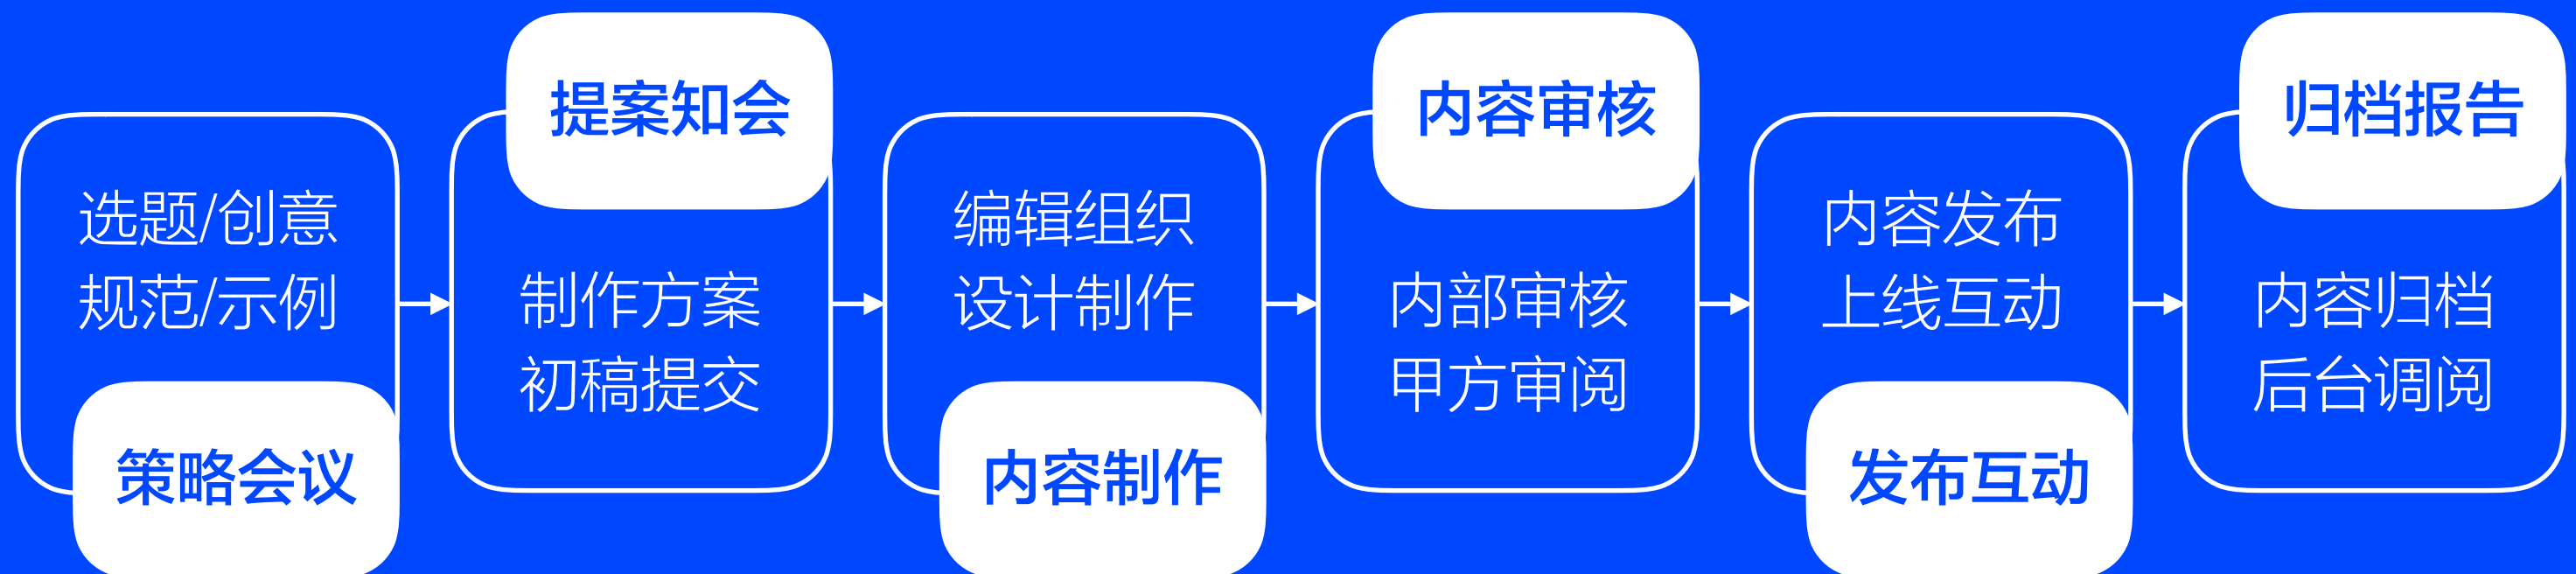 选题/创意
规范/示例
策略会议
提案知会
制作方案
初稿提交
编辑组织
设计制作
内容制作
内容审核
内部审核
甲方审阅
内容发布
上线互动
发布互动
归档报告
内容归档
后台调阅